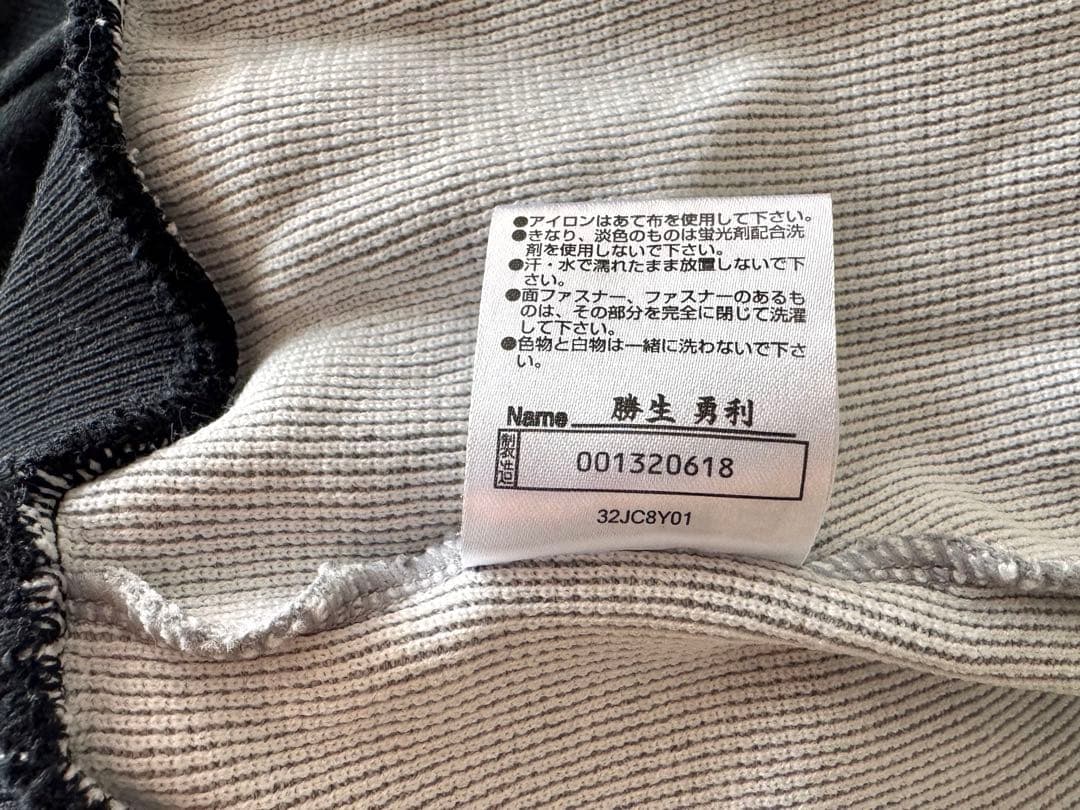 ●アイロンはあて布を使用して下さい。
●きなり、淡色のものは蛍光剤配合洗
剤を使用しないで下さい。
●汗・水で濡れたまま放置しないで下
さい。
●面ファスナー、ファスナーのあるも
のは、その部分を完全に閉じて洗濯
して下さい。
●色物と白物は一緒に洗わないで下さ
い。
Name 勝生 勇利
製造 001320618
32JC8Y01